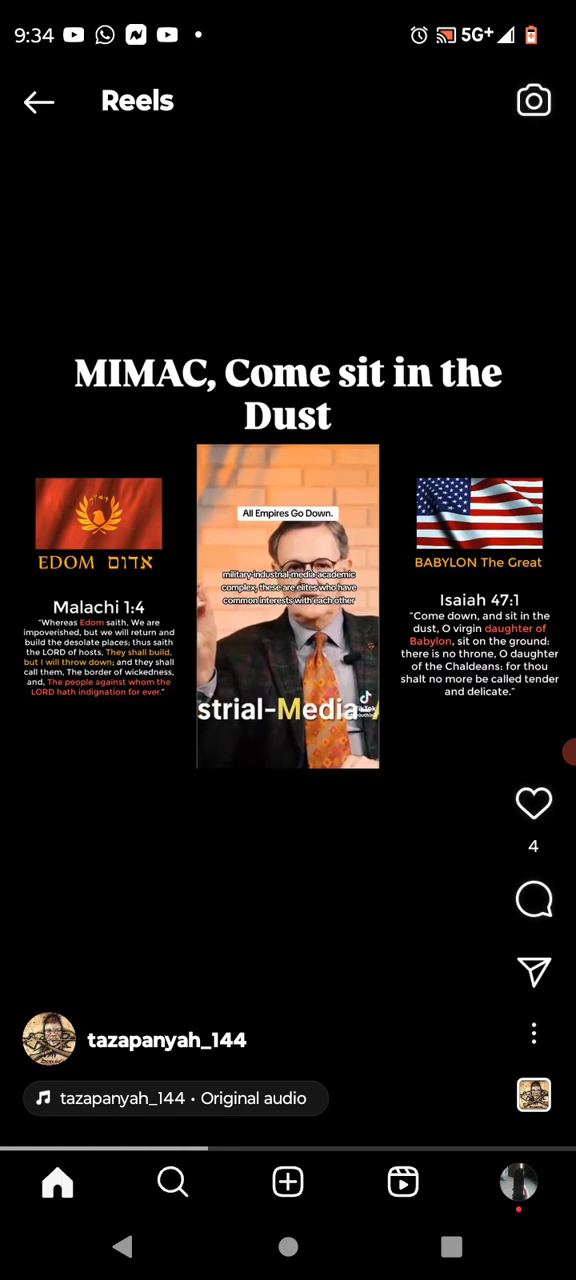 9:34
5G+
Reels
MIMAC, Come sit in the
Dust
All Empires Go Down.
military-industrial-media-academic
complex, these are elites who have
common interests with each other
strial-Media-
TikTok
EDOM אדום
Malachi 1:4
"Whereas Edom saith, We are
impoverished, but we will return and
build the desolate places; thus saith
the LORD of hosts, They shall build,
but I will throw down; and they shall
call them, The border of wickedness,
and, The people against whom the
LORD hath indignation for ever."
BABYLON The Great
Isaiah 47:1
"Come down, and sit in the
dust, O virgin daughter of
Babylon, sit on the ground:
there is no throne, O daughter
of the Chaldeans: for thou
shalt no more be called tender
and delicate."
4
tazapanyah_144
tazapanyah_144 • Original audio